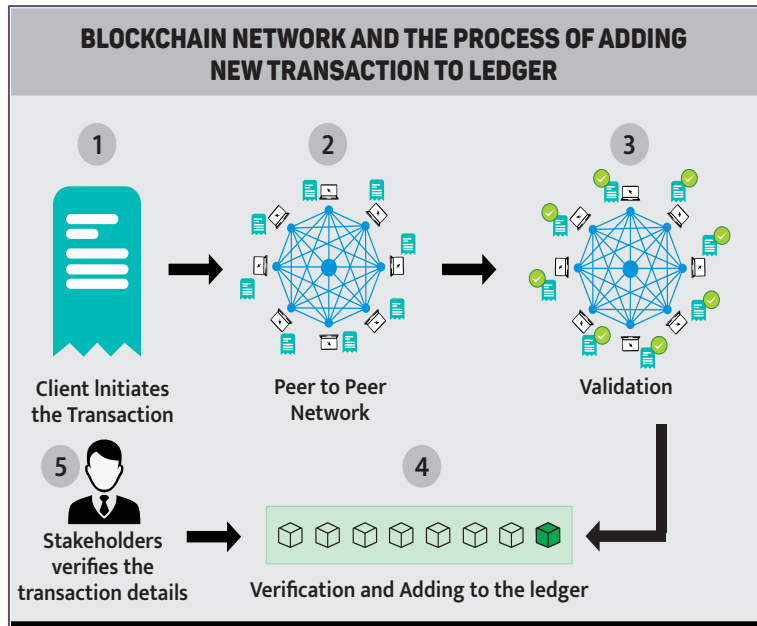 BLOCKCHAIN NETWORK AND THE PROCESS OF ADDING
NEW TRANSACTION TO LEDGER
1
2
3
Client Initiates
the Transaction
Peer to Peer
Network
Validation
5
4
Stakeholders
verifies the
transaction details
Verification and Adding to the ledger